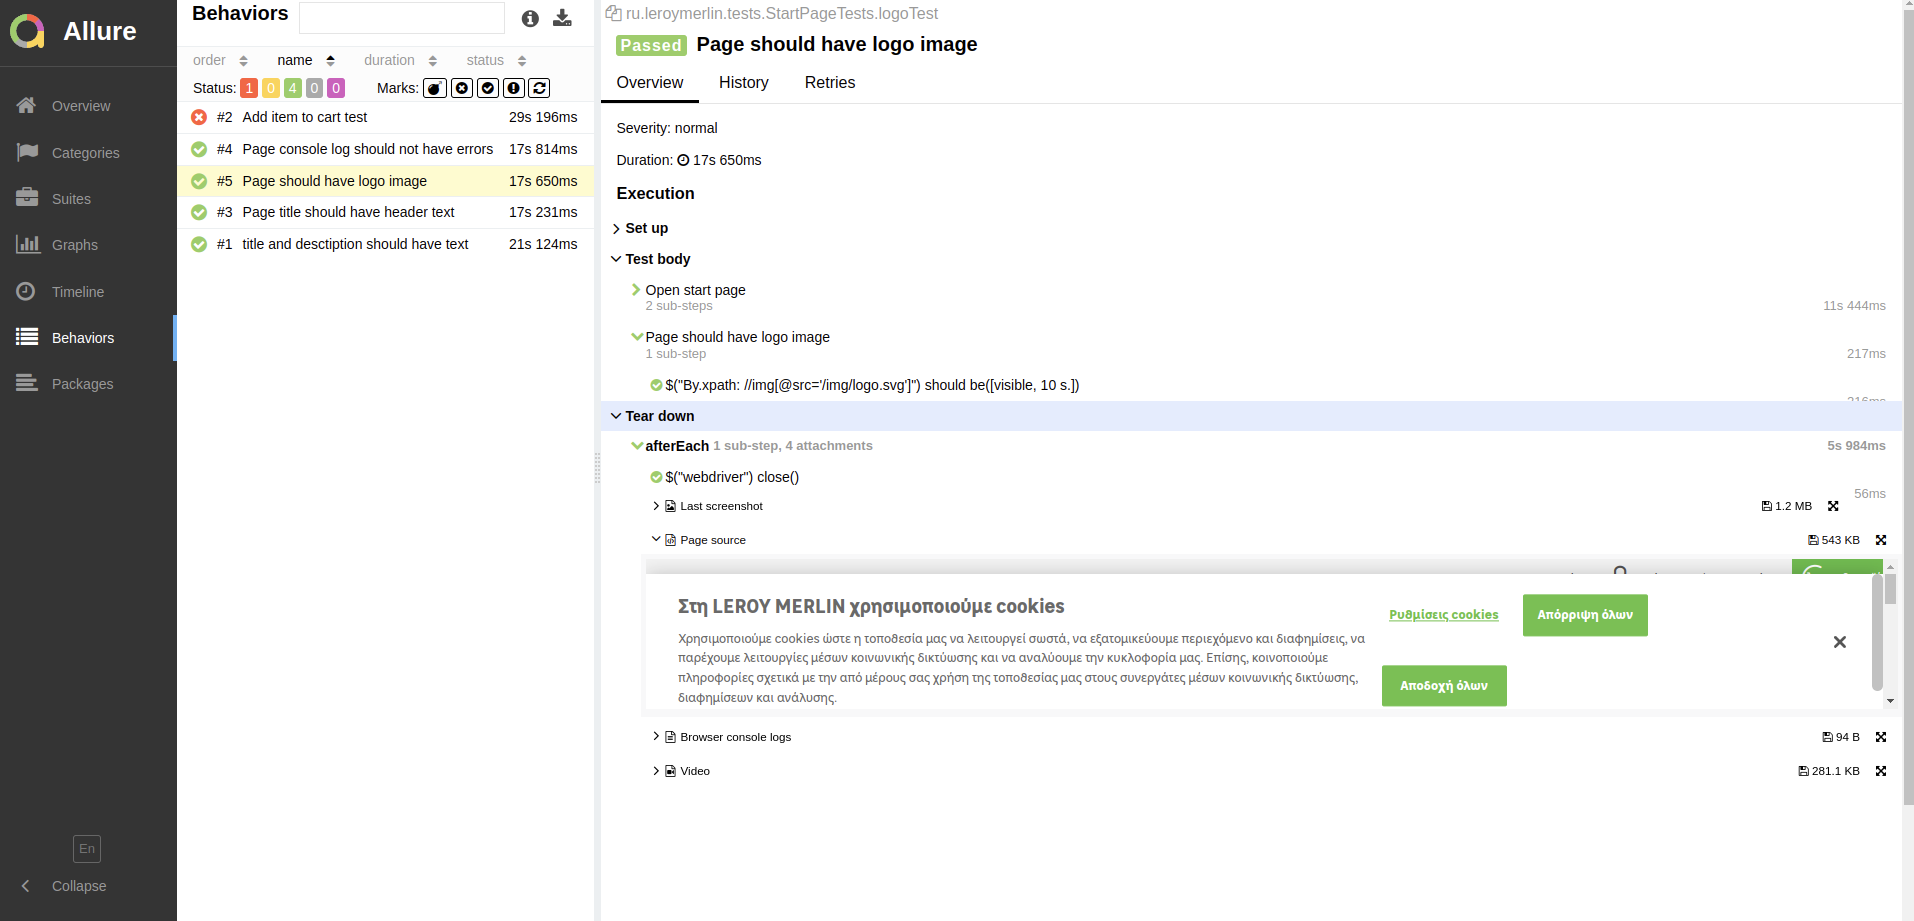 Allure
Overview
Categories
Suites
Graphs
Timeline
Behaviors
Packages
En
Collapse
Behaviors
order name duration status
Status: 1 0 4 0 0 Marks:
#2 Add item to cart test 29s 196ms
#4 Page console log should not have errors 17s 814ms
#5 Page should have logo image 17s 650ms
#3 Page title should have header text 17s 231ms
#1 title and desctiption should have text 21s 124ms
ru.leroymerlin.tests.StartPageTests.logoTest
Passed Page should have logo image
Overview History Retries
Severity: normal
Duration: 17s 650ms
Execution
Set up
Test body
Open start page
2 sub-steps 11s 444ms
Page should have logo image
1 sub-step 217ms
$("By.xpath: //img[@src='/img/logo.svg']") should be([visible, 10 s.])
216ms
Tear down
afterEach 1 sub-step, 4 attachments 5s 984ms
$("webdriver") close()
56ms
Last screenshot 1.2 MB
Page source 543 KB
Στη LEROY MERLIN χρησιμοποιούμε cookies
Χρησιμοποιούμε cookies ώστε η τοποθεσία μας να λειτουργεί σωστά, να εξατομικεύουμε περιεχόμενο και διαφημίσεις, να
παρέχουμε λειτουργίες μέσων κοινωνικής δικτύωσης και να αναλύουμε την κυκλοφορία μας. Επίσης, κοινοποιούμε
πληροφορίες σχετικά με την από μέρους σας χρήση της τοποθεσίας μας στους συνεργάτες μέσων κοινωνικής δικτύωσης,
διαφημίσεων και ανάλυσης.
Ρυθμίσεις cookies
Απόρριψη όλων
Αποδοχή όλων
Browser console logs 94 B
Video 281.1 KB